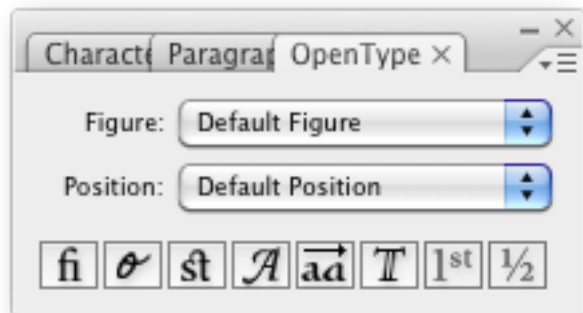 Characte Paragrap OpenType
Figure: Default Figure
Position: Default Position
fi o st A aa T 1st ½